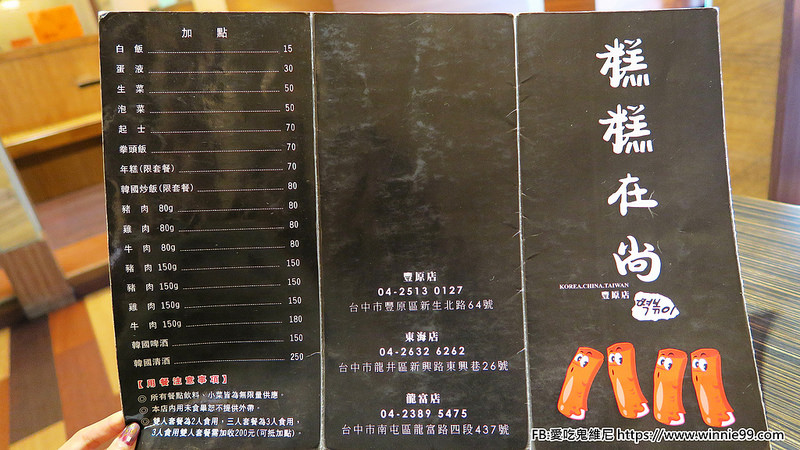 加 點
白 飯 15
蛋 液 30
生 菜 50
泡 菜 50
起 士 70
拳頭飯 70
年糕(限套餐) 70
韓國炒飯(限套餐) 80
豬 肉 80g 80
雞 肉 80g 80
牛 肉 80g 80
豬 肉 150g 150
豬 肉 150g 150
雞 肉 150g 150
牛 肉 150g 180
韓國啤酒 150
韓國清酒 250
【用餐注意事項】
◎ 所有餐點飲料、小菜皆為無限量供應。
◎ 本店內用未食畢恕不提供外帶。
◎ 雙人套餐為2人食用，三人套餐為3人食用，
3人食用雙人套餐需加收200元(可抵加點)。
豐原店
04-2513 0127
台中市豐原區新生北路64號
東海店
04-2632 6262
台中市龍井區新興路東興巷26號
龍富店
04-2389 5475
台中市南屯區龍富路四段437號
糕糕在尚
KOREA.CHINA.TAIWAN
豐原店
떡볶이
FB:愛吃鬼維尼 https://www.winnie99.com/